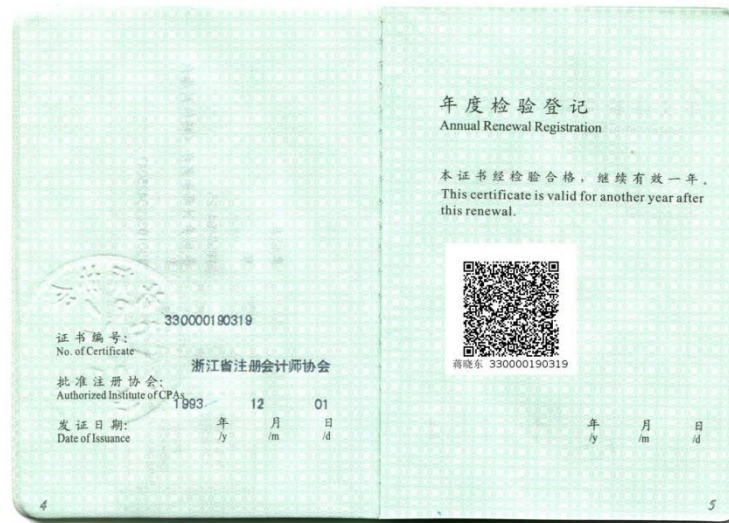 330000190319
证书编号:
No. of Certificate
浙江省注册会计师协会
批准注册协会:
Authorized Institute of CPAs
1993 12 01
发证日期: 年 月 日
Date of Issuance /y /m /d
4
年度检验登记
Annual Renewal Registration
本证书经检验合格，继续有效一年。
This certificate is valid for another year after
this renewal.
蒋晓东 330000190319
年 月 日
/y /m /d
5